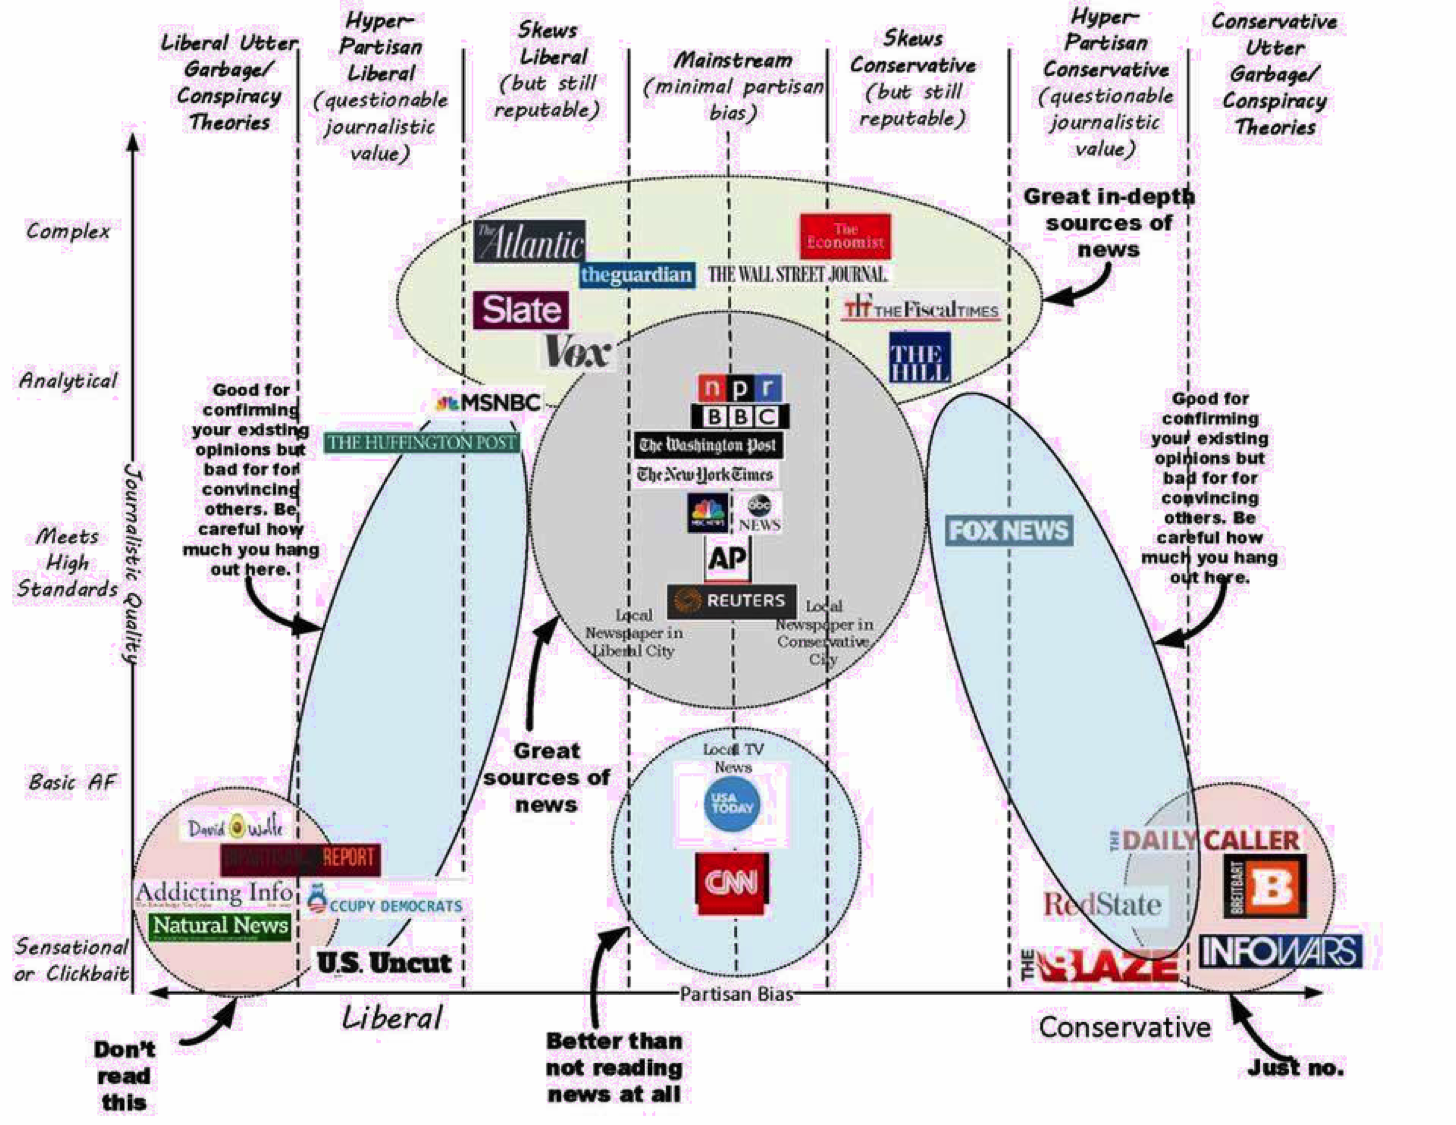 Liberal Utter
Garbage/
Conspiracy
Theories
Hyper-
Partisan
Liberal
(questionable
journalistic
value)
Skews
Liberal
(but still
reputable)
Mainstream
(minimal partisan
bias)
Skews
Conservative
(but still
reputable)
Hyper-
Partisan
Conservative
(questionable
journalistic
value)
Conservative
Utter
Garbage/
Conspiracy
Theories
Complex
Analytical
Meets
High
Standards
Basic AF
Sensational
or Clickbait
Journalistic Quality
Great in-depth
sources of
news
The
Atlantic
The
Economist
theguardian
THE WALL STREET JOURNAL.
Slate
TFT THE FISCAL TIMES
Vox
THE
HILL
Good for
confirming
your existing
opinions but
bad for for
convincing
others. Be
careful how
much you hang
out here.
MSNBC
THE HUFFINGTON POST
npr
BBC
The Washington Post
The New York Times
NBC NEWS
abc
NEWS
AP
REUTERS
Local
Newspaper in
Liberal City
Local
Newspaper in
Conservative
City
FOX NEWS
Good for
confirming
your existing
opinions but
bad for for
convincing
others. Be
careful how
much you hang
out here.
Great
sources of
news
Local TV
News
USA
TODAY
CNN
David Wolfe
REPORT
Addicting Info
Natural News
CCUPY DEMOCRATS
U.S. Uncut
THE DAILY CALLER
BREITBART
B
RedState
INFOWARS
THE BLAZE
Partisan Bias
Liberal
Conservative
Don't
read
this
Better than
not reading
news at all
Just no.